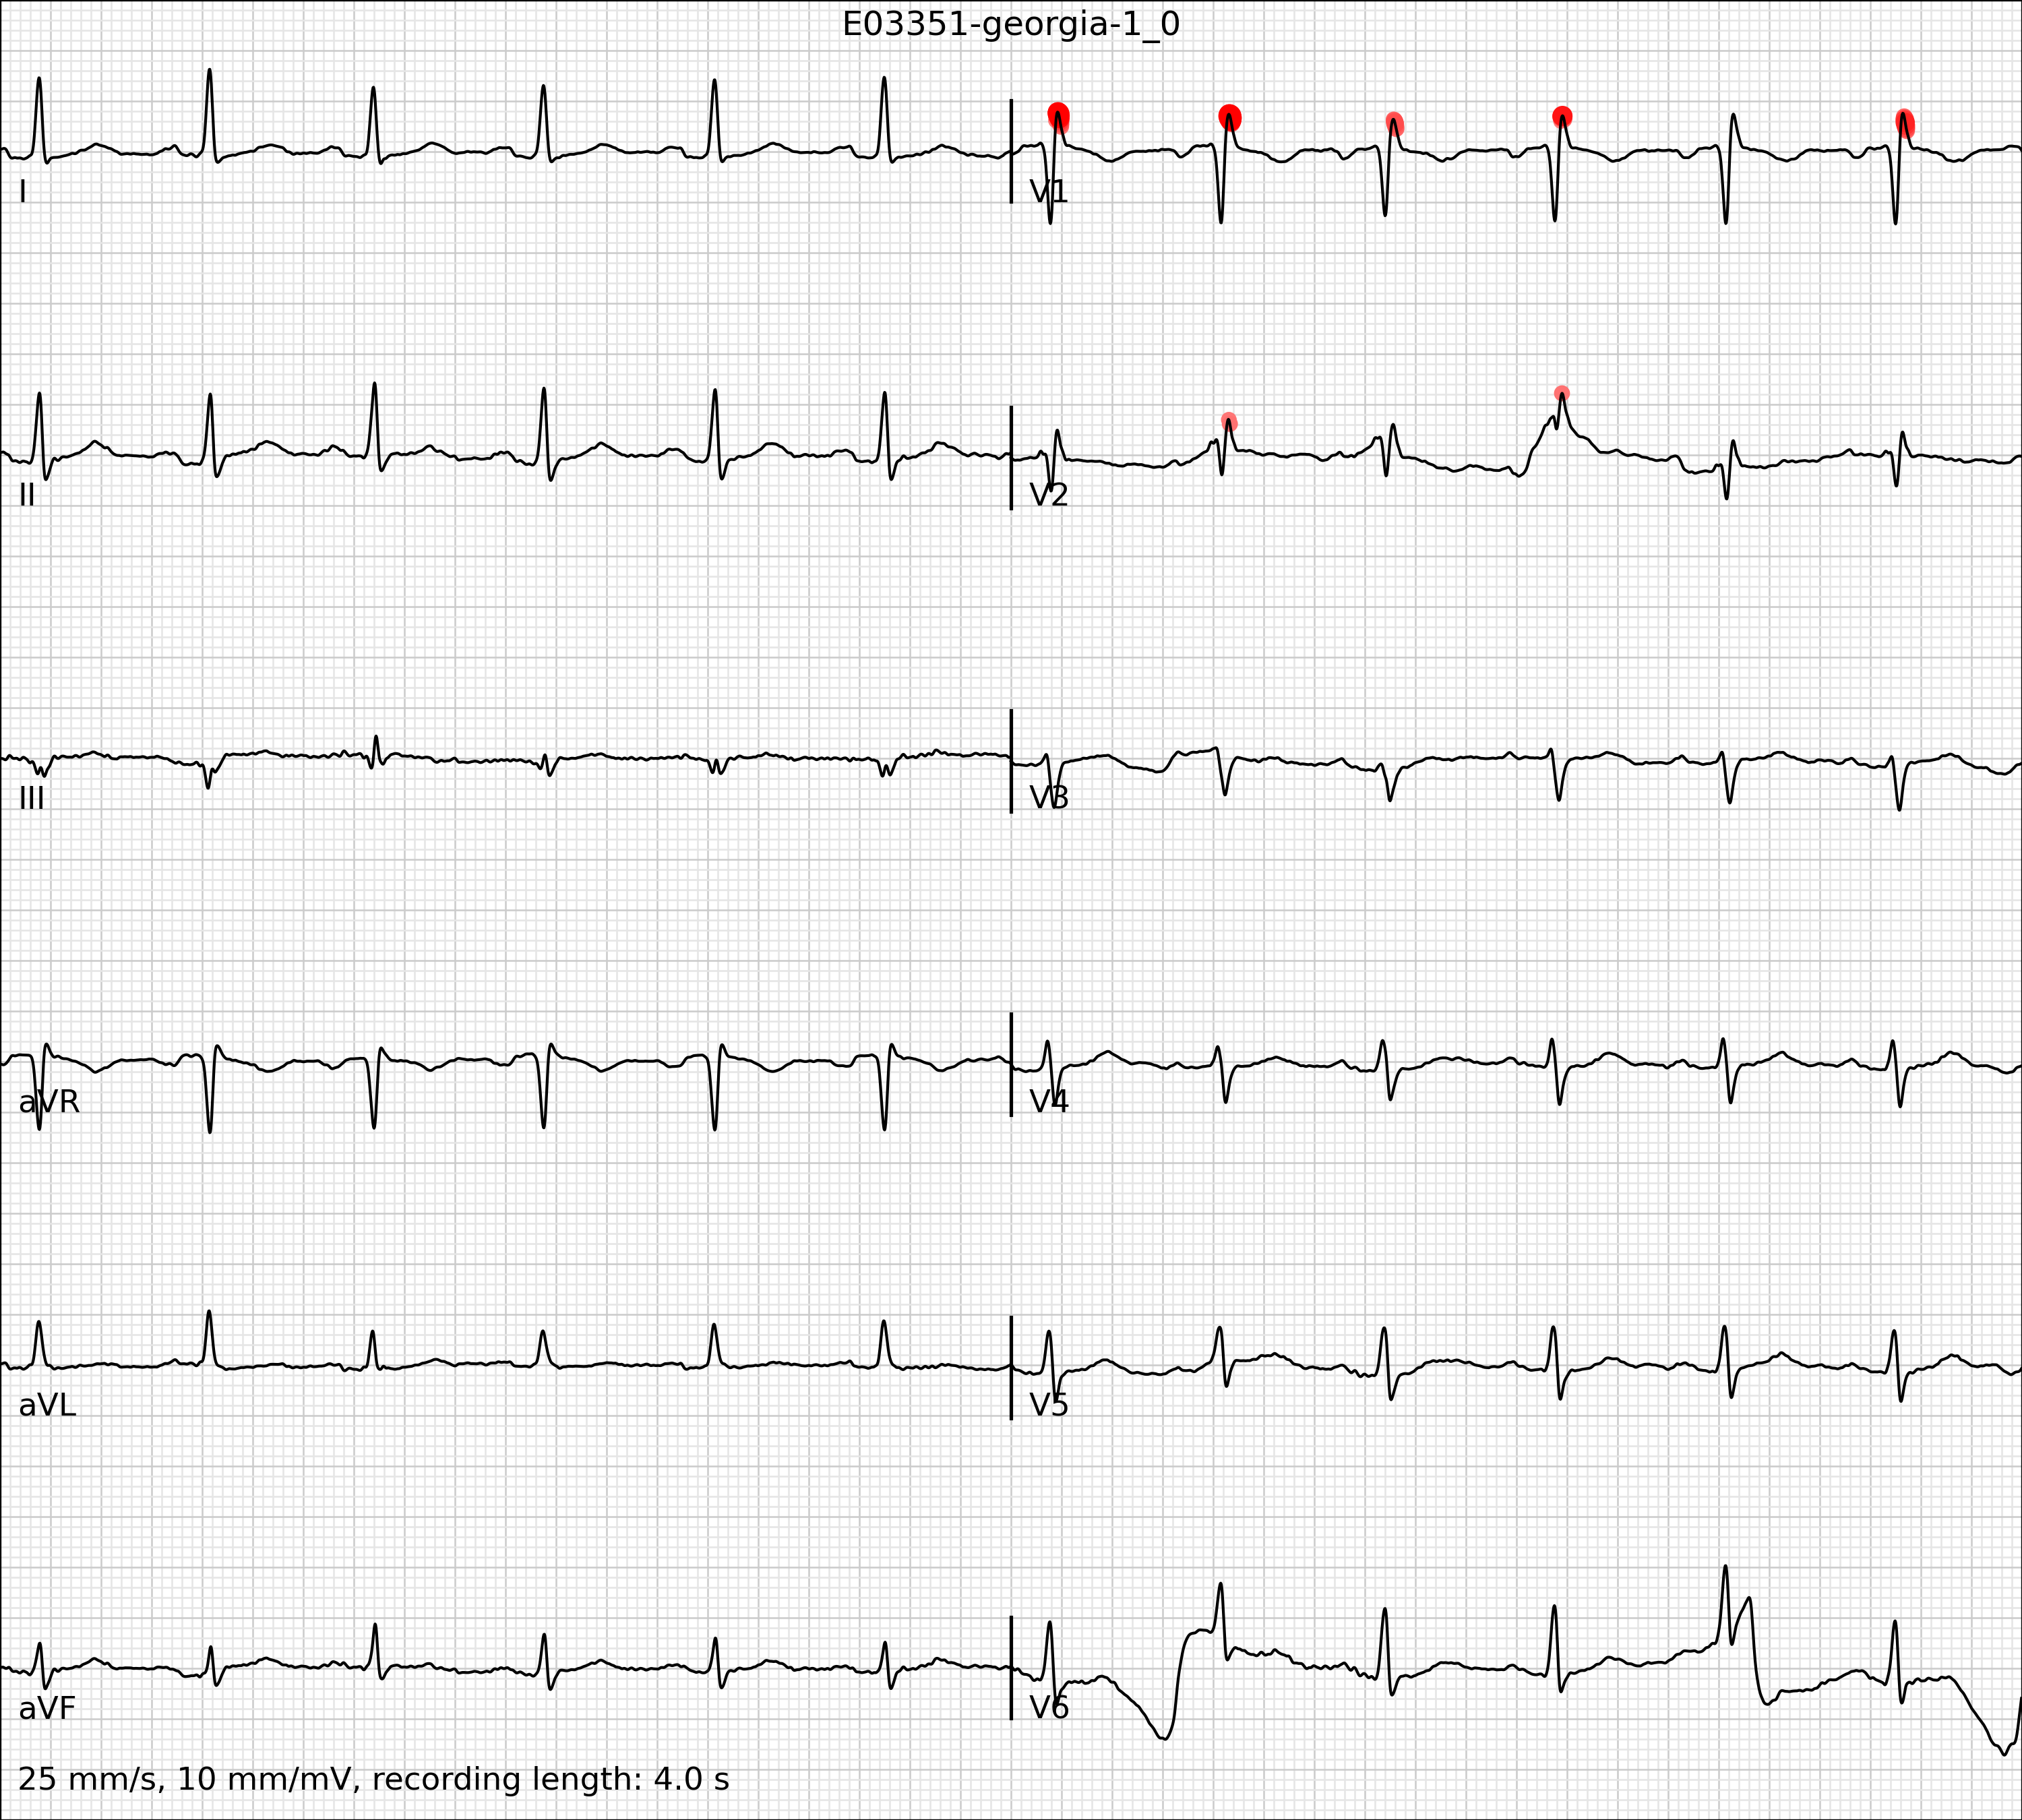 E03351-georgia-1_0
I
V1
II
V2
III
V3
aVR
V4
aVL
V5
aVF
V6
25 mm/s, 10 mm/mV, recording length: 4.0 s